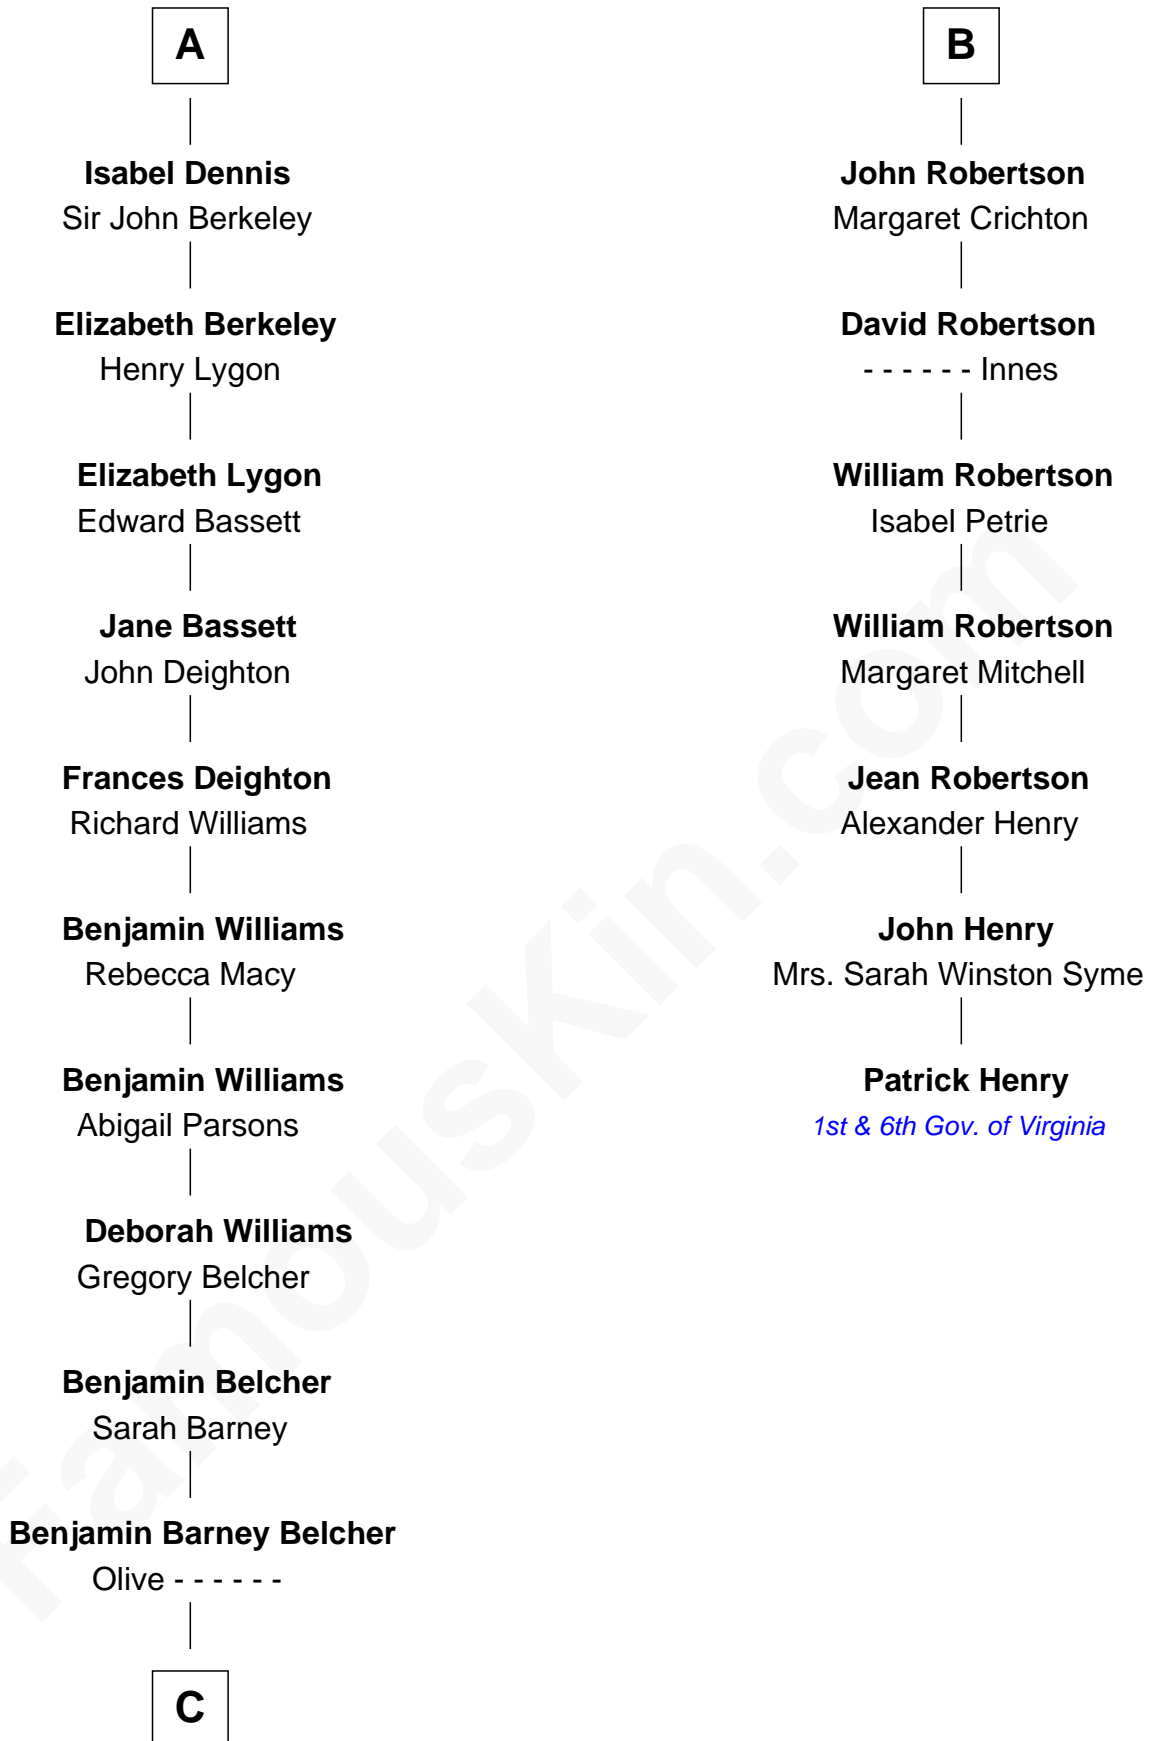 A
Isabel Dennis
Sir John Berkeley
Elizabeth Berkeley
Henry Lygon
Elizabeth Lygon
Edward Bassett
Jane Bassett
John Deighton
Frances Deighton
Richard Williams
Benjamin Williams
Rebecca Macy
Benjamin Williams
Abigail Parsons
Deborah Williams
Gregory Belcher
Benjamin Belcher
Sarah Barney
Benjamin Barney Belcher
Olive - - - - - -
C
B
John Robertson
Margaret Crichton
David Robertson
- - - - - - Innes
William Robertson
Isabel Petrie
William Robertson
Margaret Mitchell
Jean Robertson
Alexander Henry
John Henry
Mrs. Sarah Winston Syme
Patrick Henry
1st & 6th Gov. of Virginia
FamousKin.com